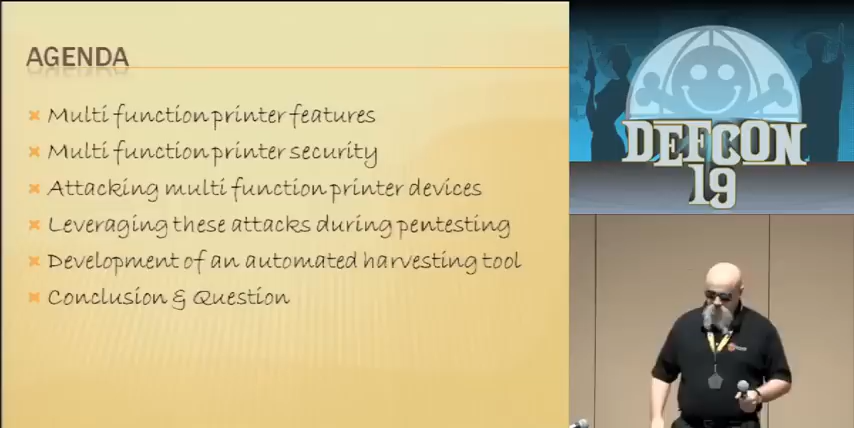 AGENDA
Multi function printer features
Multi function printer security
Attacking multi function printer devices
Leveraging these attacks during pentesting
Development of an automated harvesting tool
Conclusion & Question
DEFCON
19